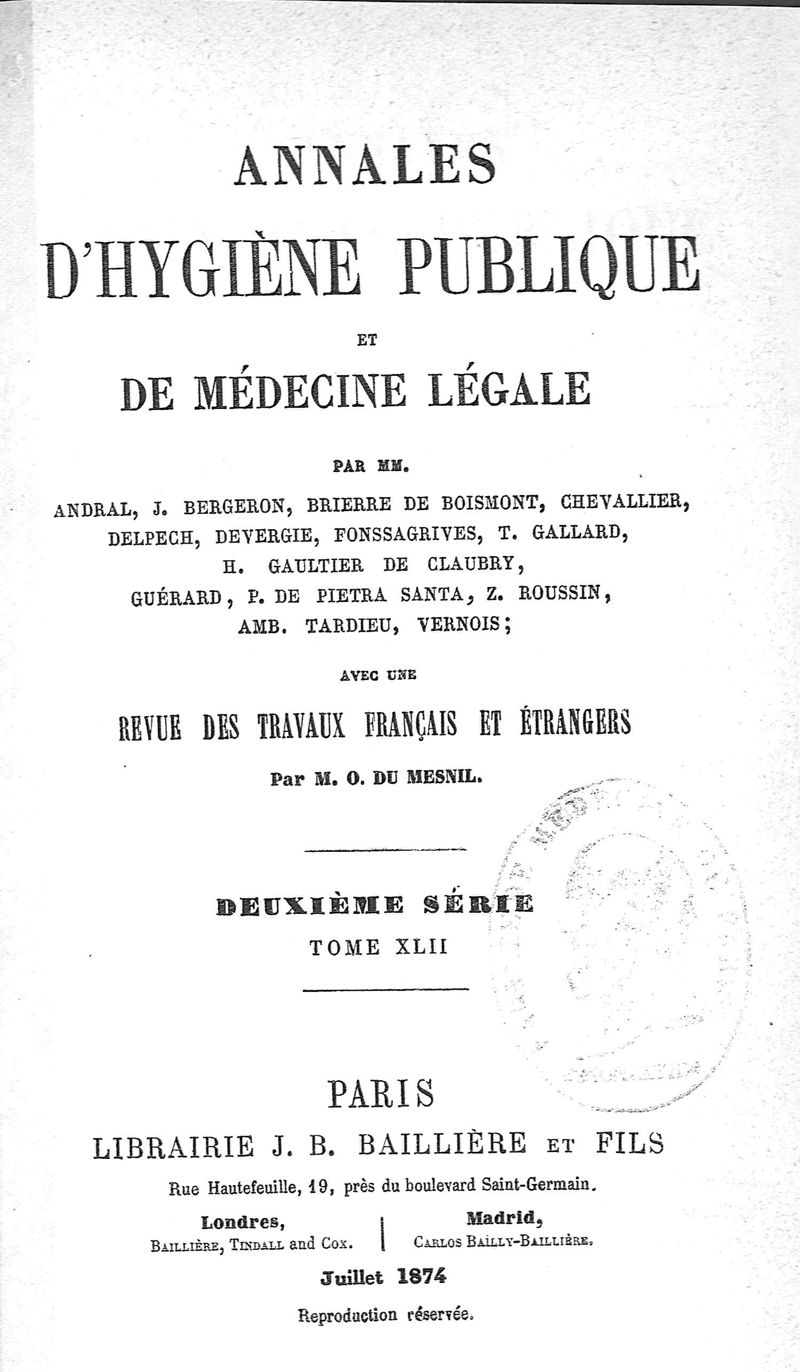 ANNALES
D'HYGIÈNE PUBLIQUE
ET
DE MÉDECINE LÉGALE
PAR MM.
ANDRAL, J. BERGERON, BRIERRE DE BOISMONT, CHEVALLIER,
DELPECH, DEVERGIE, FONSSAGRIVES, T. GALLARD,
H. GAULTIER DE CLAUBRY,
GUÉRARD, P. DE PIETRA SANTA, Z. ROUSSIN,
AMB. TARDIEU, VERNOIS;
AVEC UNE
REVUE DES TRAVAUX FRANÇAIS ET ÉTRANGERS
Par M. O. DU MESNIL.
DEUXIÈME SÉRIE
TOME XLII
DE MÉDECINE DE
PARIS
LIBRAIRIE J. B. BAILLIÈRE ET FILS
Rue Hautefeuille, 19, près du boulevard Saint-Germain.
Londres,
BAILLIÈRE, TINDALL and COX.
Madrid,
CARLOS BAILLY-BAILLIÈRE.
Juillet 1874
Reproduction réservée.